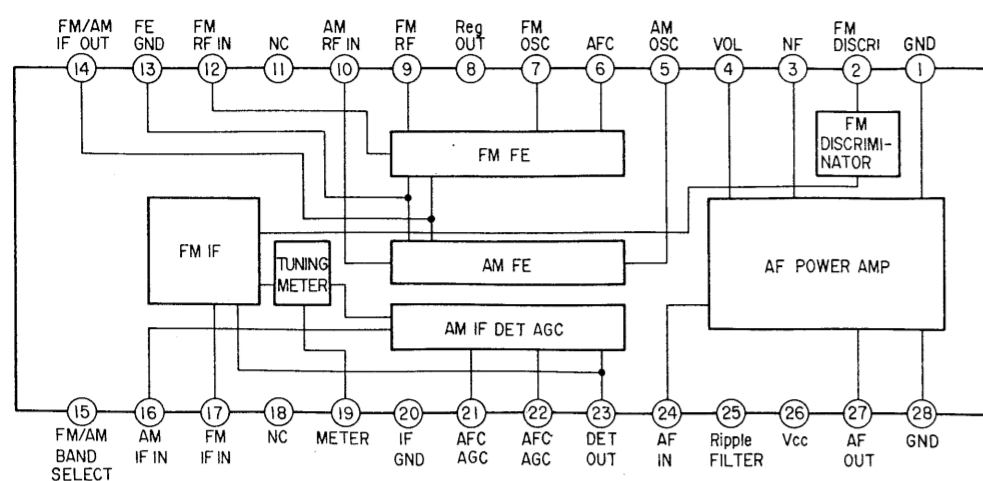 FM/AM FE FM AM FM Reg FM AM FM
IF OUT GND RF IN NC RF IN RF OUT OSC AFC OSC VOL NF DISCRI GND
14 13 12 11 10 9 8 7 6 5 4 3 2 1
FM
DISCRIMI-
NATOR
FM FE
FM IF
TUNING
METER
AM FE
AF POWER AMP
AM IF DET AGC
15 16 17 18 19 20 21 22 23 24 25 26 27 28
FM/AM AM FM NC METER IF AFC AFC DET AF Ripple Vcc AF GND
BAND IF IN IF IN GND AGC AGC OUT IN FILTER OUT
SELECT